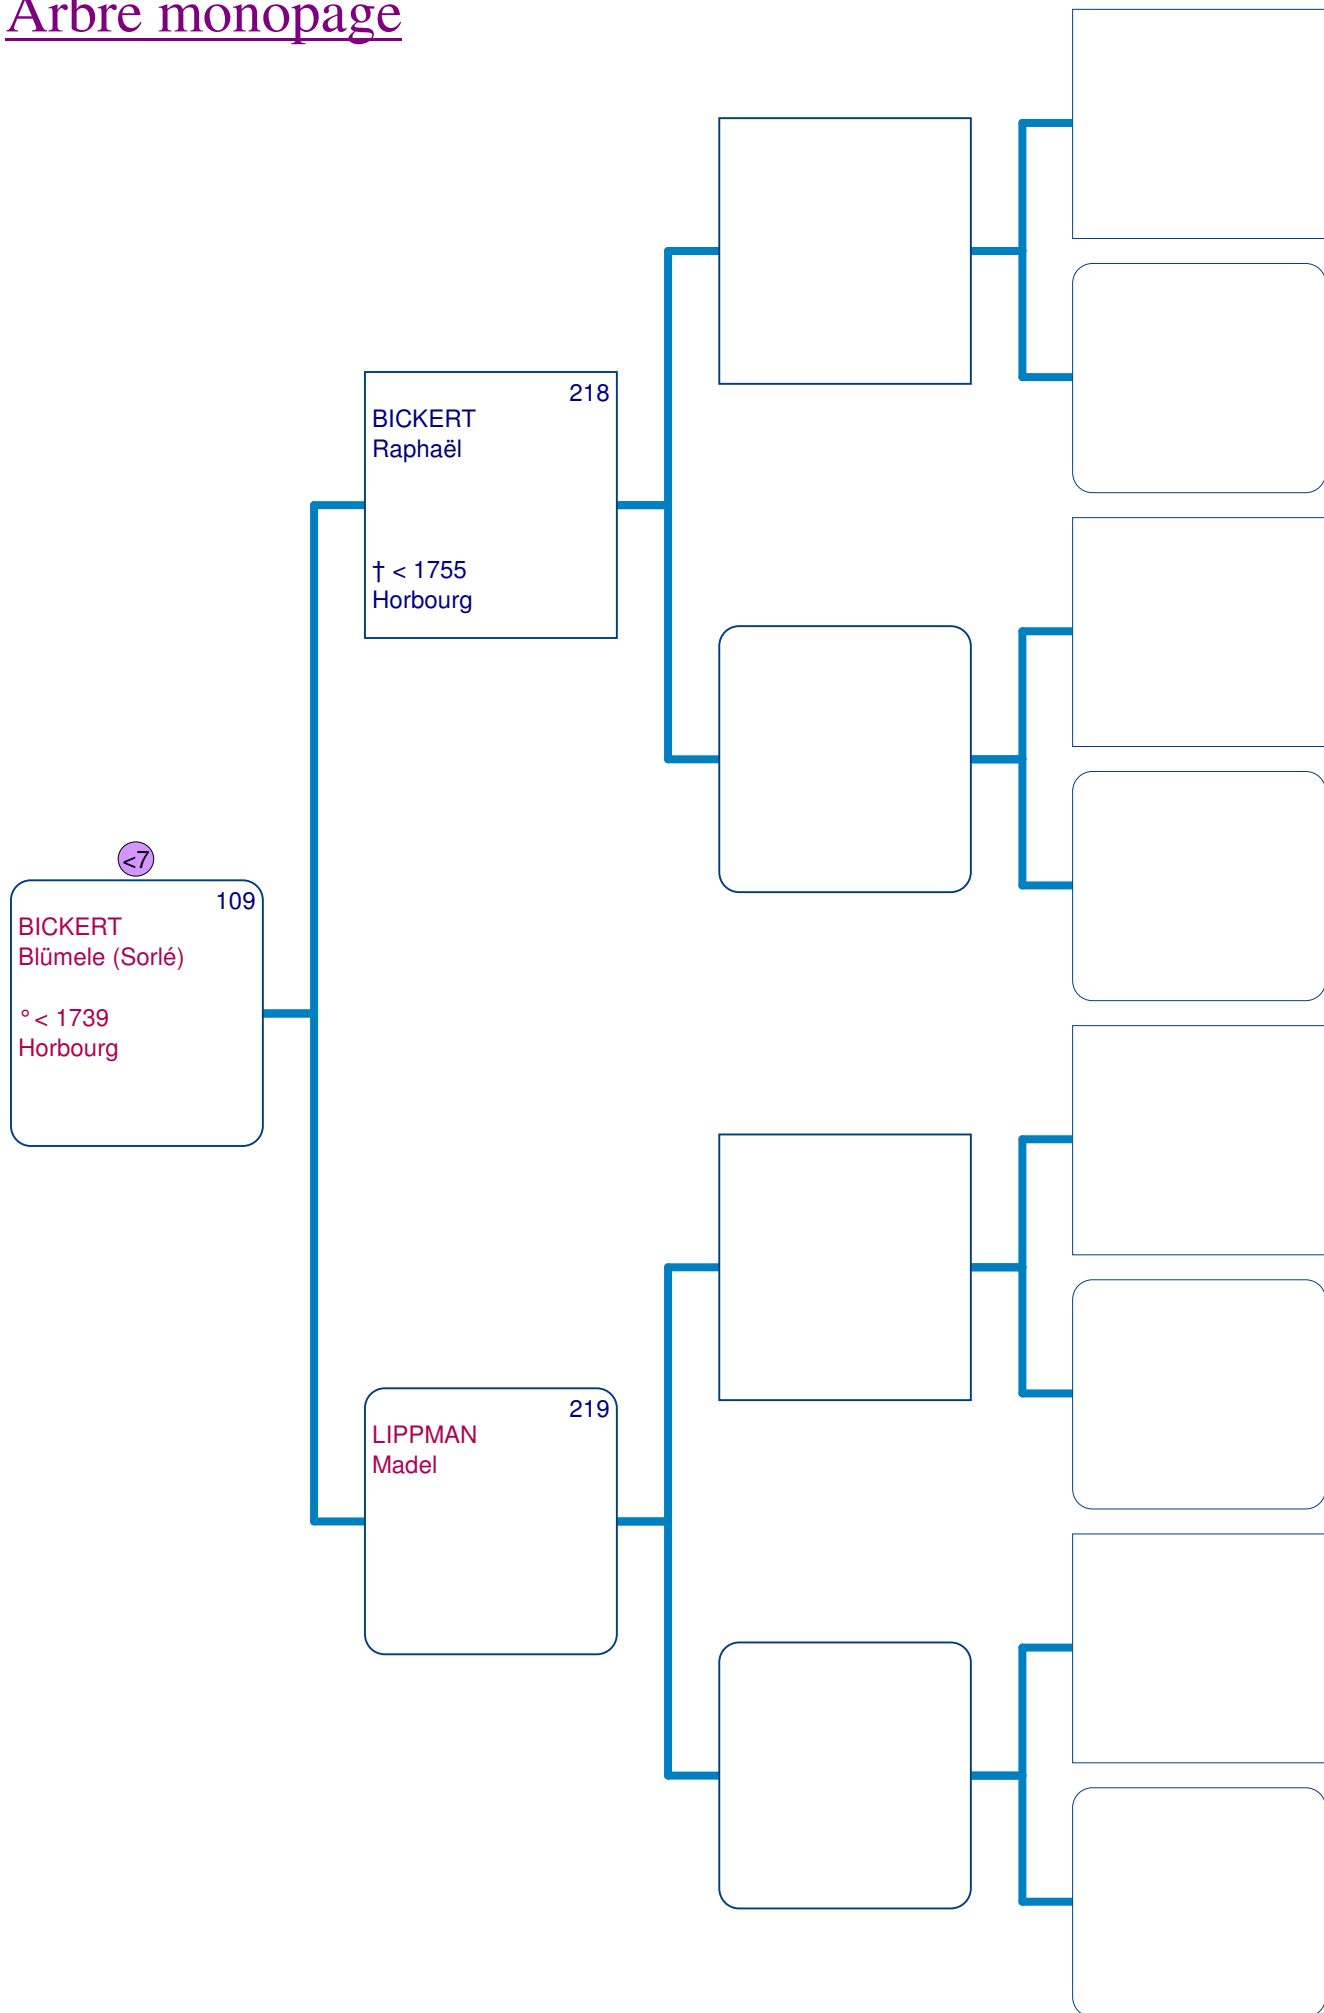 Arbre monopage
218
BICKERT
Raphaël
† < 1755
Horbourg
<7
109
BICKERT
Blümele (Sorlé)
° < 1739
Horbourg
219
LIPPMAN
Madel